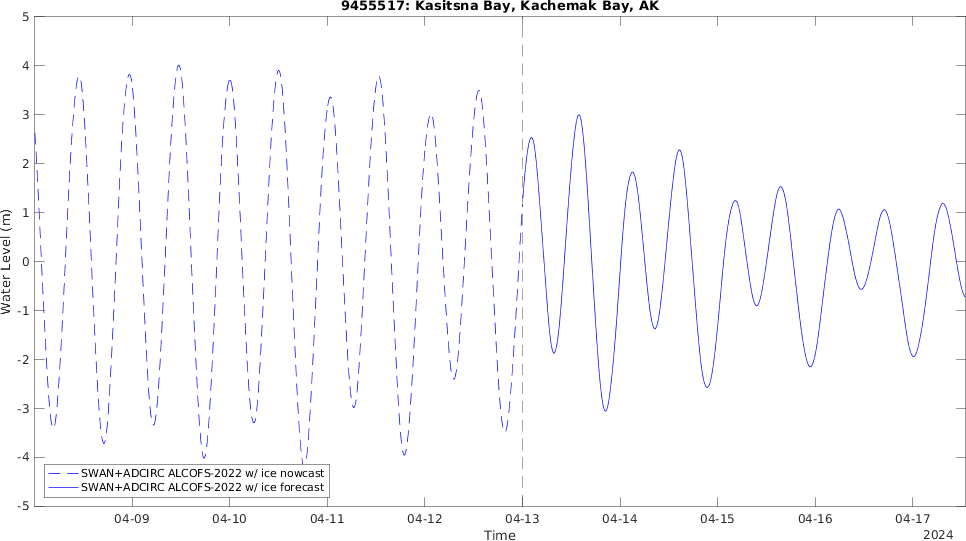 9455517: Kasitsna Bay, Kachemak Bay, AK
5
4
3
2
1
0
-1
-2
-3
-4
-5
Water Level (m)
SWAN+ADCIRC ALCOFS-2022 w/ ice nowcast
SWAN+ADCIRC ALCOFS-2022 w/ ice forecast
04-09 04-10 04-11 04-12 04-13 04-14 04-15 04-16 04-17
Time
2024